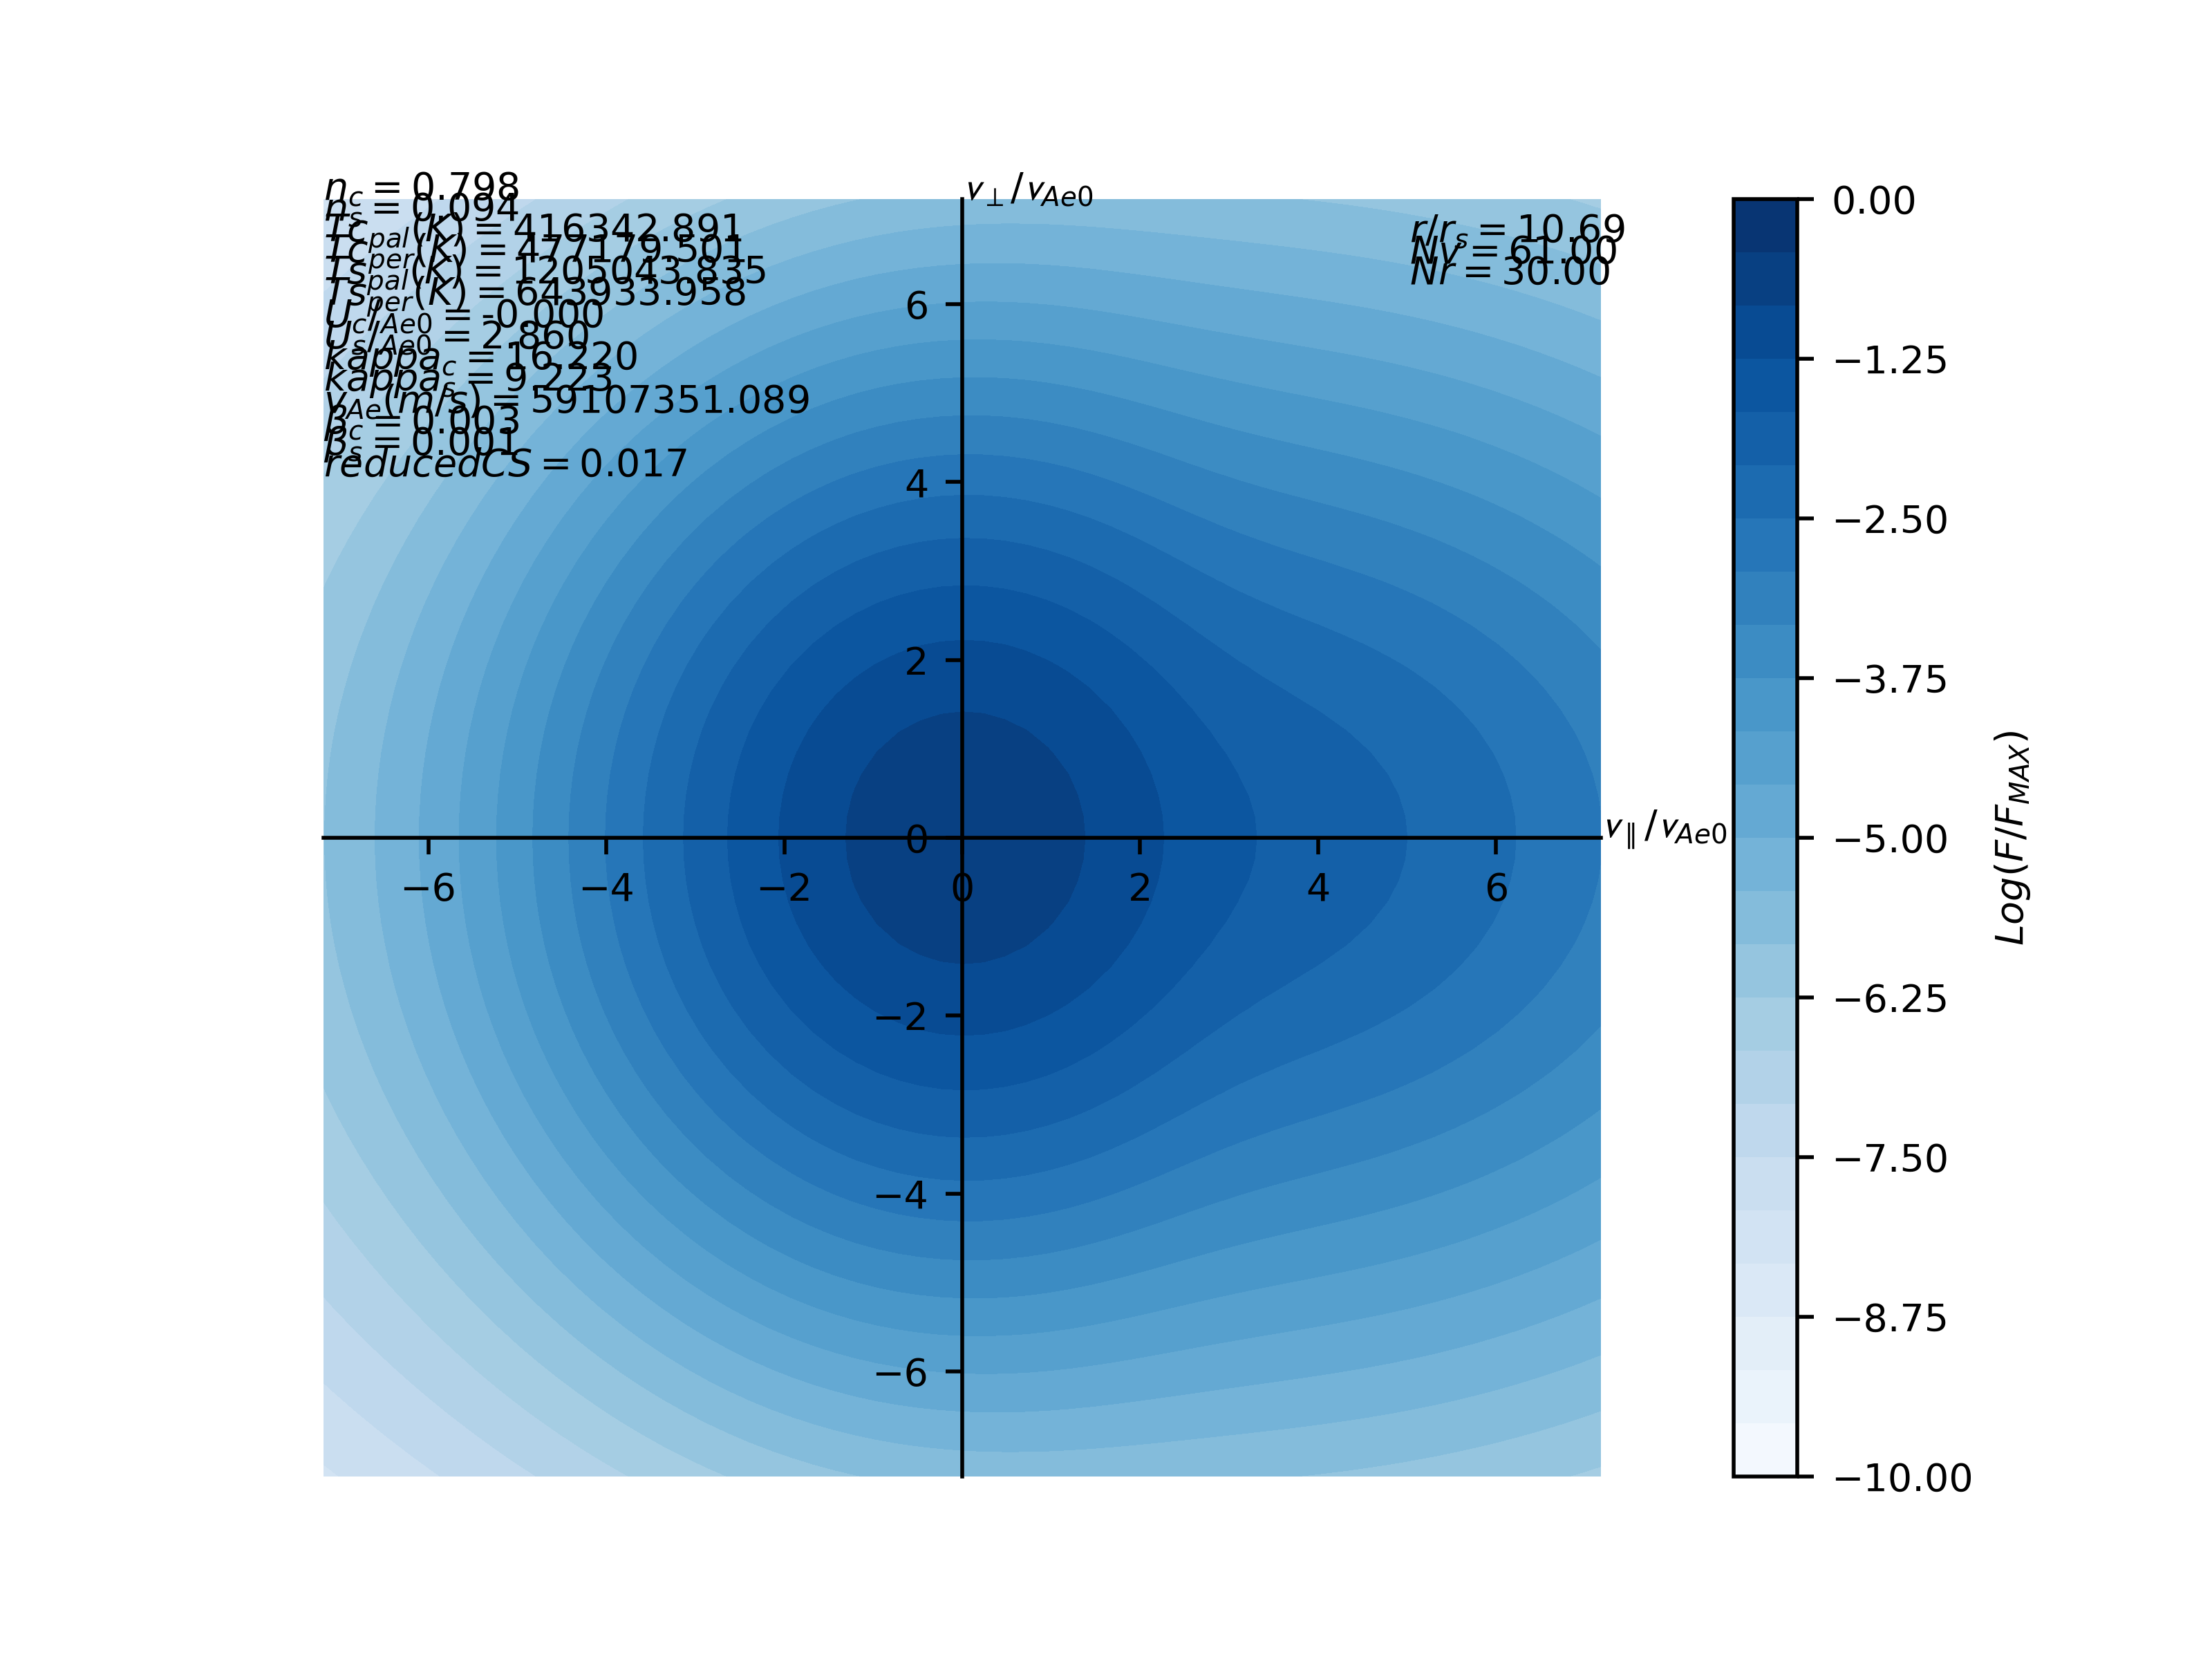 n_c = 0.798
n_s = 0.094
Tc_pal(K) = 416342.891
Tc_per(K) = 477179.501
Ts_pal(K) = 1205043.835
Ts_per(K) = 643933.958
U_c/Ae0 = -0.000
U_s/Ae0 = 2.860
kappa_c = 16.220
kappa_s = 9.223
v_Ae(m/s) = 59107351.089
β_c = 0.003
β_s = 0.001
reducedCS = 0.017
v_⊥/v_Ae0
r/r_s = 10.69
Nv = 61.00
Nr = 30.00
6
4
2
0
−2
−4
−6
−6 −4 −2 0 2 4 6
v_∥/v_Ae0
0.00
−1.25
−2.50
−3.75
−5.00
−6.25
−7.50
−8.75
−10.00
Log(F/F_MAX)